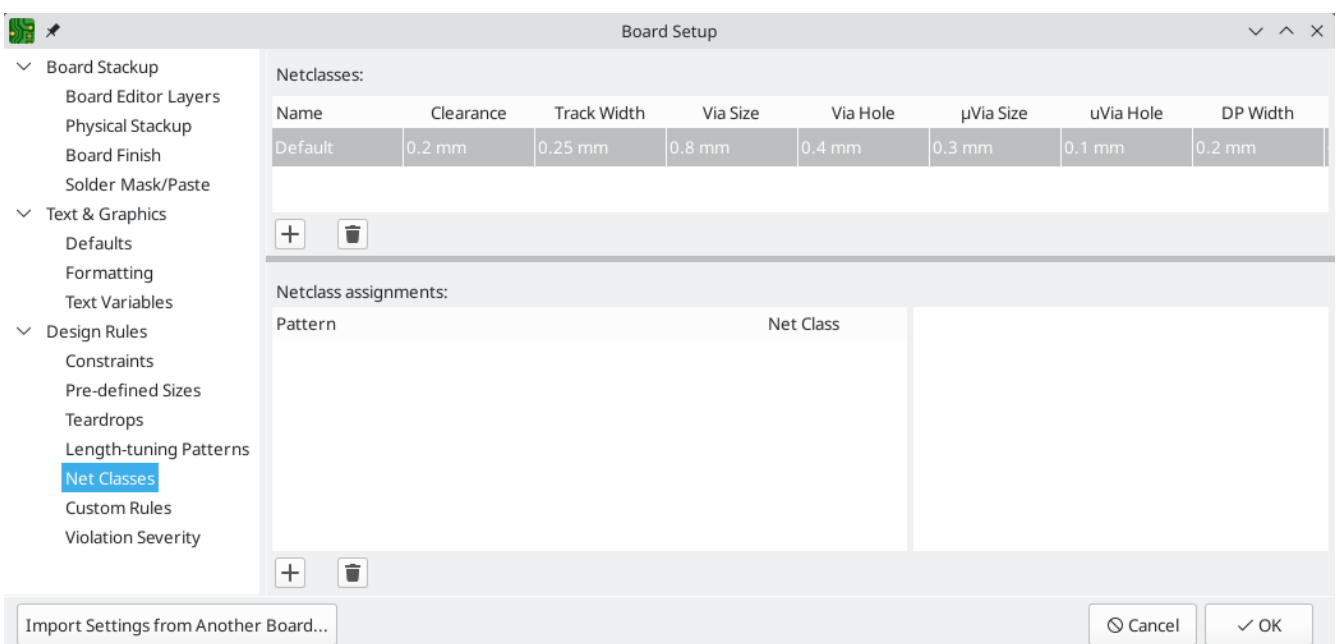 Board Setup
Board Stackup
Board Editor Layers
Physical Stackup
Board Finish
Solder Mask/Paste
Text & Graphics
Defaults
Formatting
Text Variables
Design Rules
Constraints
Pre-defined Sizes
Teardrops
Length-tuning Patterns
Net Classes
Custom Rules
Violation Severity
Netclasses:
Name Clearance Track Width Via Size Via Hole µVia Size uVia Hole DP Width
Default 0.2 mm 0.25 mm 0.8 mm 0.4 mm 0.3 mm 0.1 mm 0.2 mm
Netclass assignments:
Pattern Net Class
Import Settings from Another Board... Cancel OK